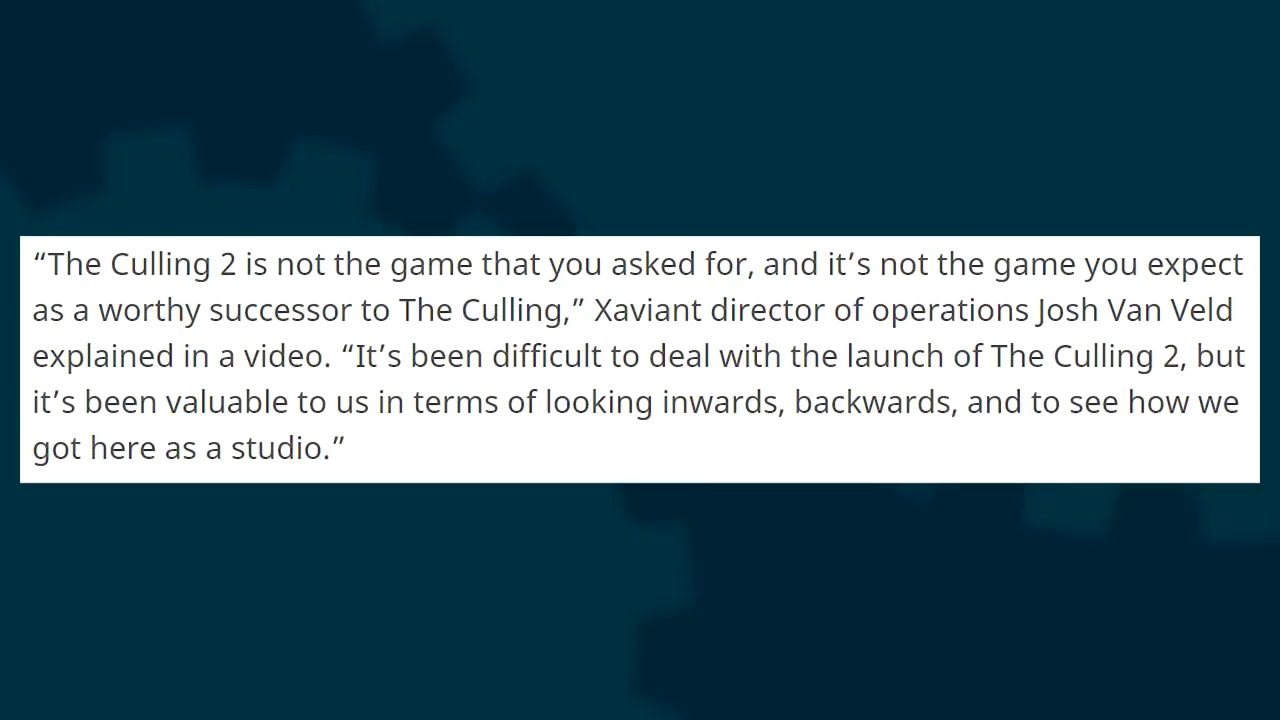 “The Culling 2 is not the game that you asked for, and it’s not the game you expect
as a worthy successor to The Culling,” Xaviant director of operations Josh Van Veld
explained in a video. “It’s been difficult to deal with the launch of The Culling 2, but
it’s been valuable to us in terms of looking inwards, backwards, and to see how we
got here as a studio.”